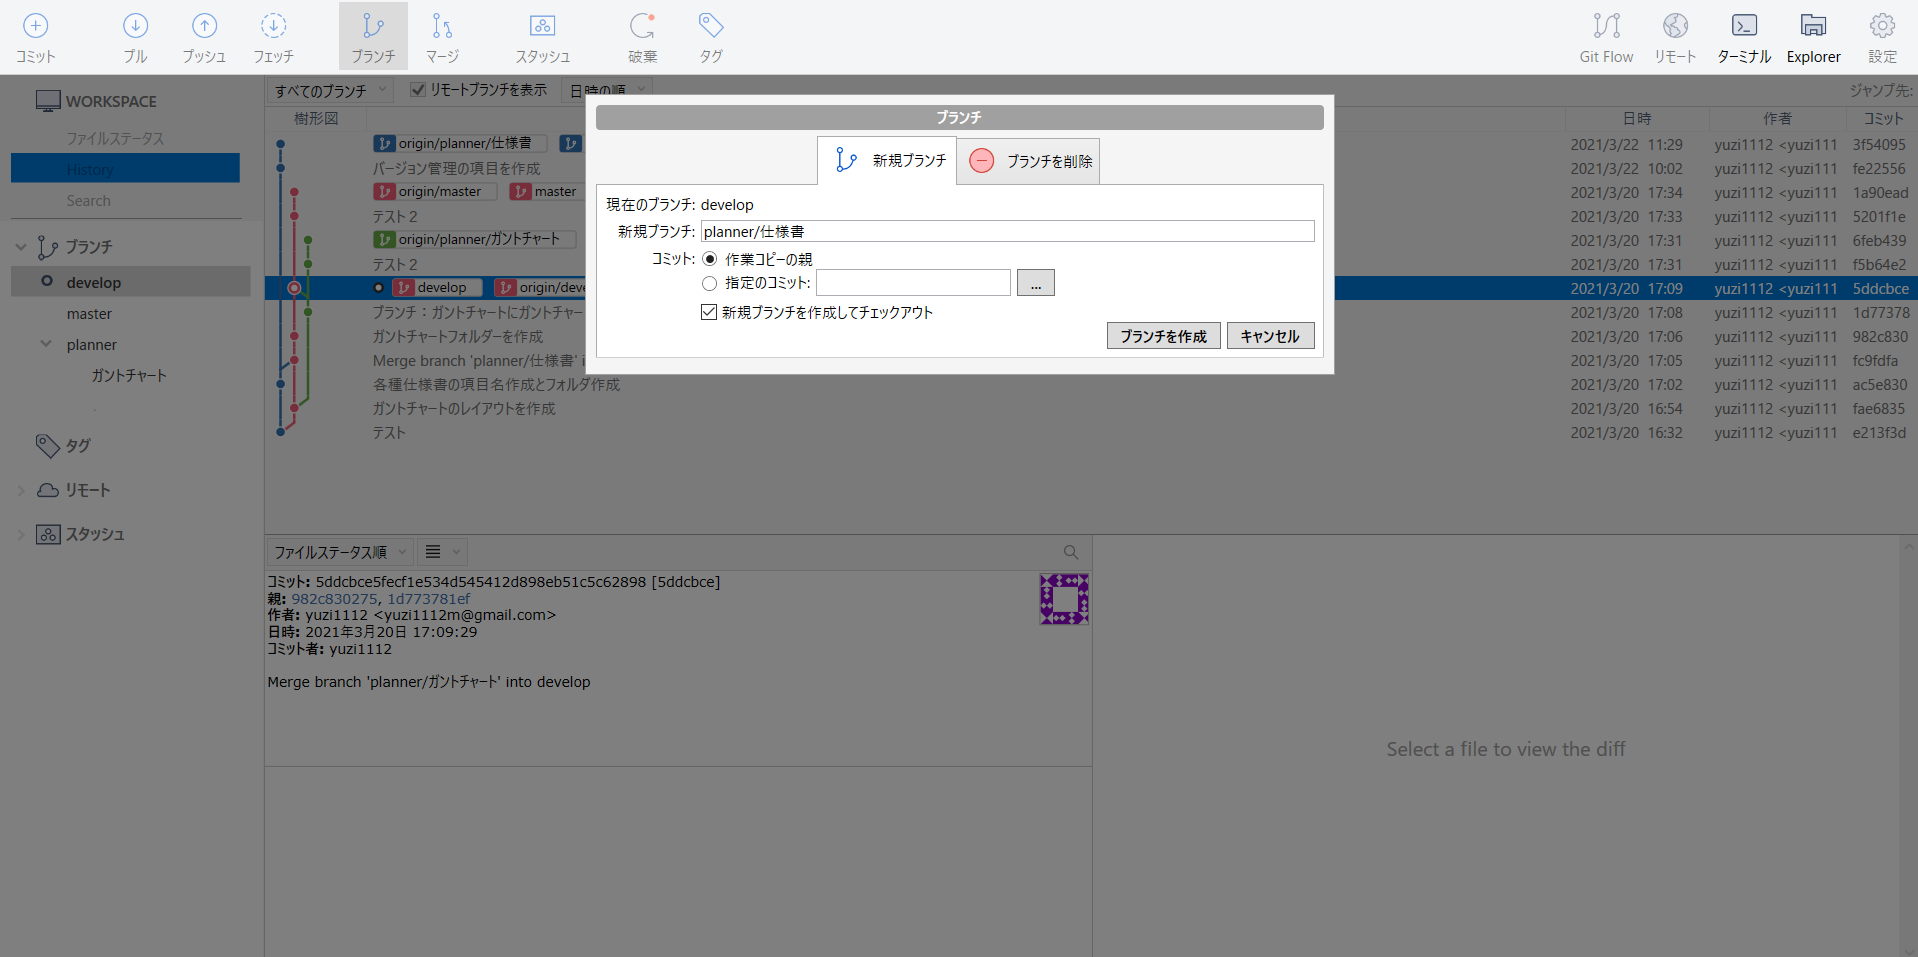 コミット
プル
プッシュ
フェッチ
ブランチ
マージ
スタッシュ
破棄
タグ
Git Flow
リモート
ターミナル
Explorer
設定
WORKSPACE
ファイルステータス
History
Search
ブランチ
develop
master
planner
ガントチャート
タグ
リモート
スタッシュ
すべてのブランチ
リモートブランチを表示
日時の順
ジャンプ先:
樹形図
日時
作者
コミット
origin/planner/仕様書
2021/3/22 11:29 yuzi1112 <yuzi111 3f54095
バージョン管理の項目を作成 2021/3/22 10:02 yuzi1112 <yuzi111 fe22556
origin/master master 2021/3/20 17:34 yuzi1112 <yuzi111 1a90ead
テスト２ 2021/3/20 17:33 yuzi1112 <yuzi111 5201f1e
origin/planner/ガントチャート 2021/3/20 17:31 yuzi1112 <yuzi111 6feb439
テスト２ 2021/3/20 17:31 yuzi1112 <yuzi111 f5b64e2
develop origin/deve 2021/3/20 17:09 yuzi1112 <yuzi111 5ddcbce
ブランチ：ガントチャートにガントチャー 2021/3/20 17:08 yuzi1112 <yuzi111 1d77378
ガントチャートフォルダーを作成 2021/3/20 17:06 yuzi1112 <yuzi111 982c830
Merge branch 'planner/仕様書' i 2021/3/20 17:05 yuzi1112 <yuzi111 fc9fdfa
各種仕様書の項目名作成とフォルダ作成 2021/3/20 17:02 yuzi1112 <yuzi111 ac5e830
ガントチャートのレイアウトを作成 2021/3/20 16:54 yuzi1112 <yuzi111 fae6835
テスト 2021/3/20 16:32 yuzi1112 <yuzi111 e213f3d
ブランチ
新規ブランチ
ブランチを削除
現在のブランチ: develop
新規ブランチ: planner/仕様書
コミット: 作業コピーの親
指定のコミット: ...
新規ブランチを作成してチェックアウト
ブランチを作成 キャンセル
ファイルステータス順
コミット: 5ddcbce5fecf1e534d545412d898eb51c5c62898 [5ddcbce]
親: 982c830275, 1d773781ef
作者: yuzi1112 <yuzi1112m@gmail.com>
日時: 2021年3月20日 17:09:29
コミット者: yuzi1112
Merge branch 'planner/ガントチャート' into develop
Select a file to view the diff